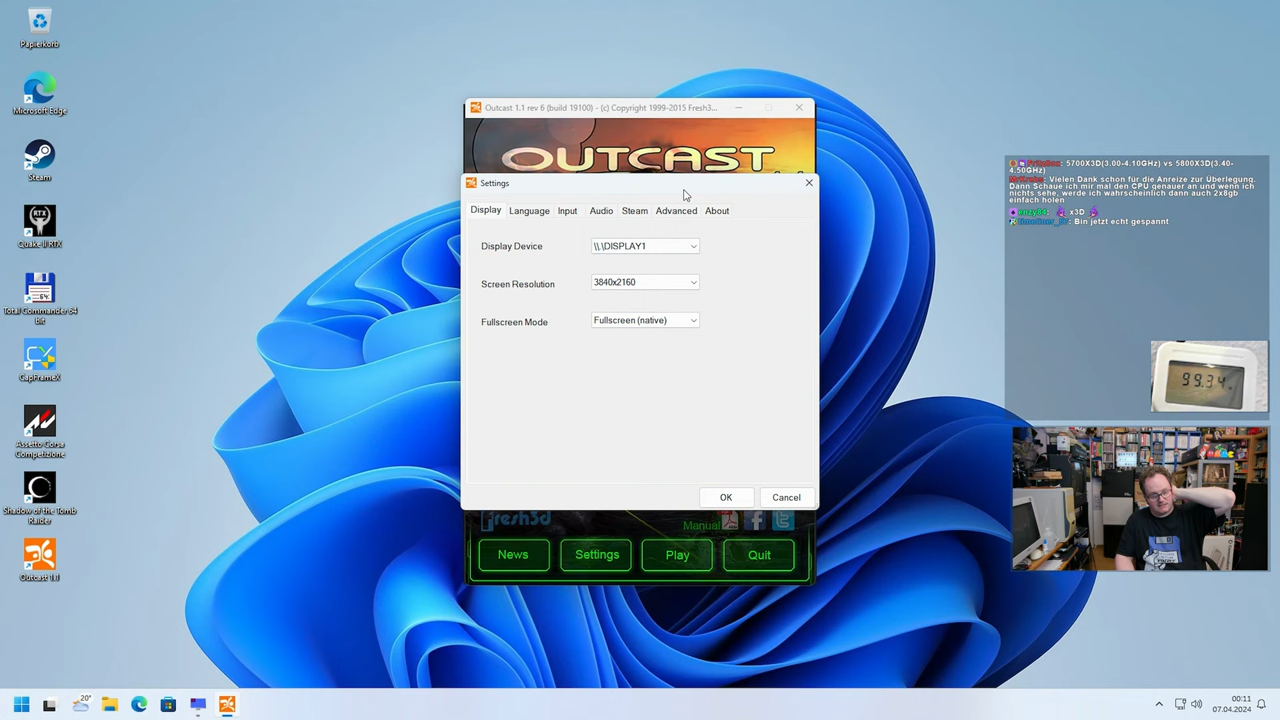 Papierkorb
Microsoft Edge
Steam
RTX
Quake II RTX
64
Total Commander 64
bit
CX
CapFrameX
Assetto Corsa
Competizione
Shadow of the Tomb
Raider
Outcast 1.1
Outcast 1.1 rev 6 (build 19100) - (c) Copyright 1999-2015 Fresh3...
OUTCAST
Settings
Display Language Input Audio Steam Advanced About
Display Device \\.\DISPLAY1
Screen Resolution 3840x2160
Fullscreen Mode Fullscreen (native)
OK Cancel
fresh3d Manual
News Settings Play Quit
: 5700X3D(3.00-4.10GHz) vs 5800X3D(3.40-
4.50GHz)
MrKrabs: Vielen Dank schon für die Anreize zur Überlegung.
Dann Schaue ich mir mal den CPU genauer an und wenn ich
nichts sehe, werde ich wahrscheinlich dann auch 2x8gb
einfach holen
enzy84: x3D
: Bin jetzt echt gespannt
99.34
20°
00:11
07.04.2024